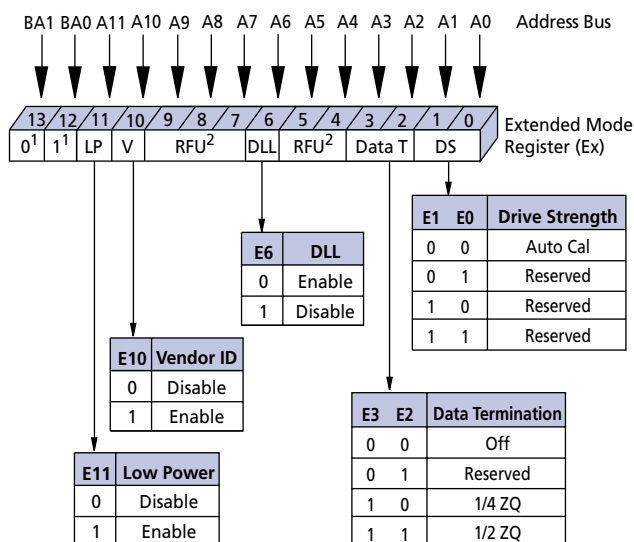 BA1 BA0 A11 A10 A9 A8 A7 A6 A5 A4 A3 A2 A1 A0 Address Bus
13 12 11 10 9 8 7 6 5 4 3 2 1 0
0¹ 1¹ LP V RFU² DLL RFU² Data T DS
Extended Mode
Register (Ex)
E1 E0 Drive Strength
0 0 Auto Cal
0 1 Reserved
1 0 Reserved
1 1 Reserved
E6 DLL
0 Enable
1 Disable
E10 Vendor ID
0 Disable
1 Enable
E3 E2 Data Termination
0 0 Off
0 1 Reserved
1 0 1/4 ZQ
1 1 1/2 ZQ
E11 Low Power
0 Disable
1 Enable